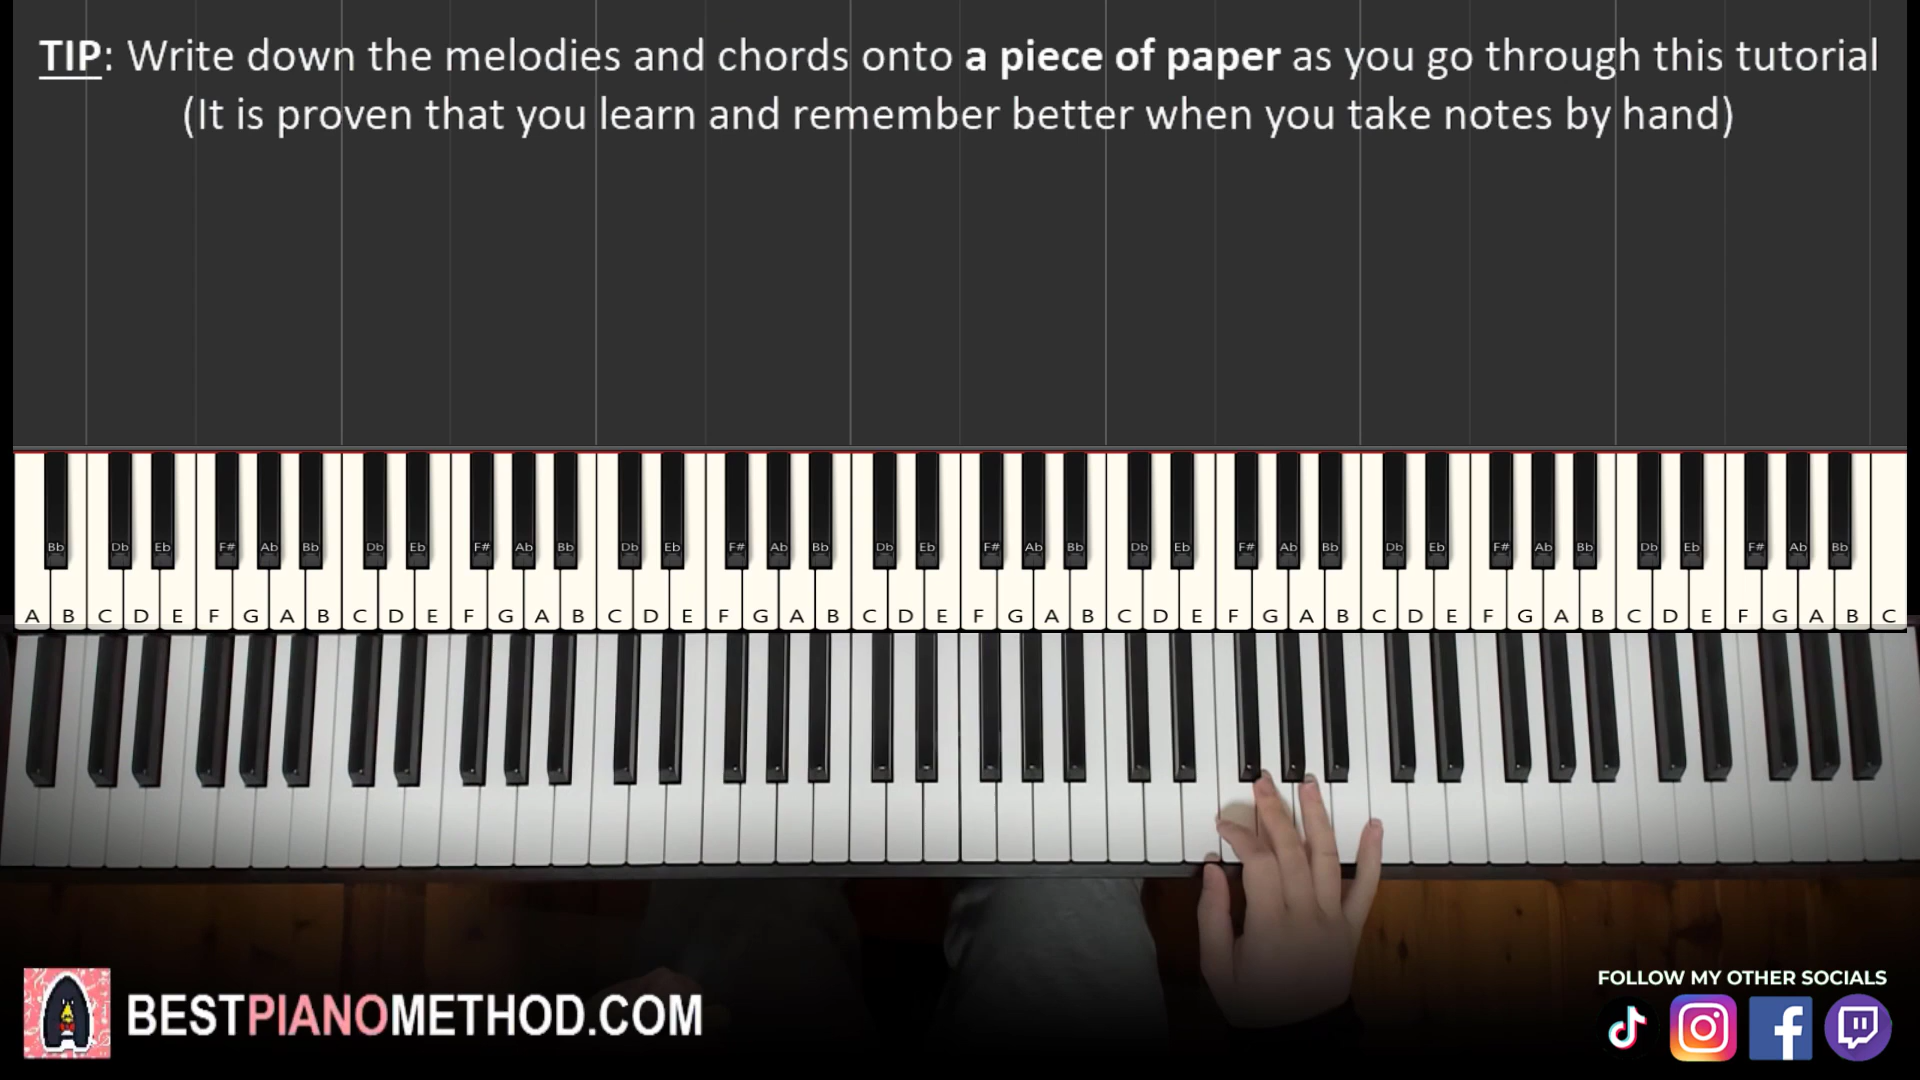 TIP: Write down the melodies and chords onto a piece of paper as you go through this tutorial
(It is proven that you learn and remember better when you take notes by hand)
Bb Db Eb F# Ab Bb Db Eb F# Ab Bb Db Eb F# Ab Bb Db Eb F# Ab Bb Db Eb F# Ab Bb Db Eb F# Ab Bb Db Eb F# Ab Bb
A B C D E F G A B C D E F G A B C D E F G A B C D E F G A B C D E F G A B C D E F G A B C D E F G A B C
FOLLOW MY OTHER SOCIALS
BESTPIANOMETHOD.COM